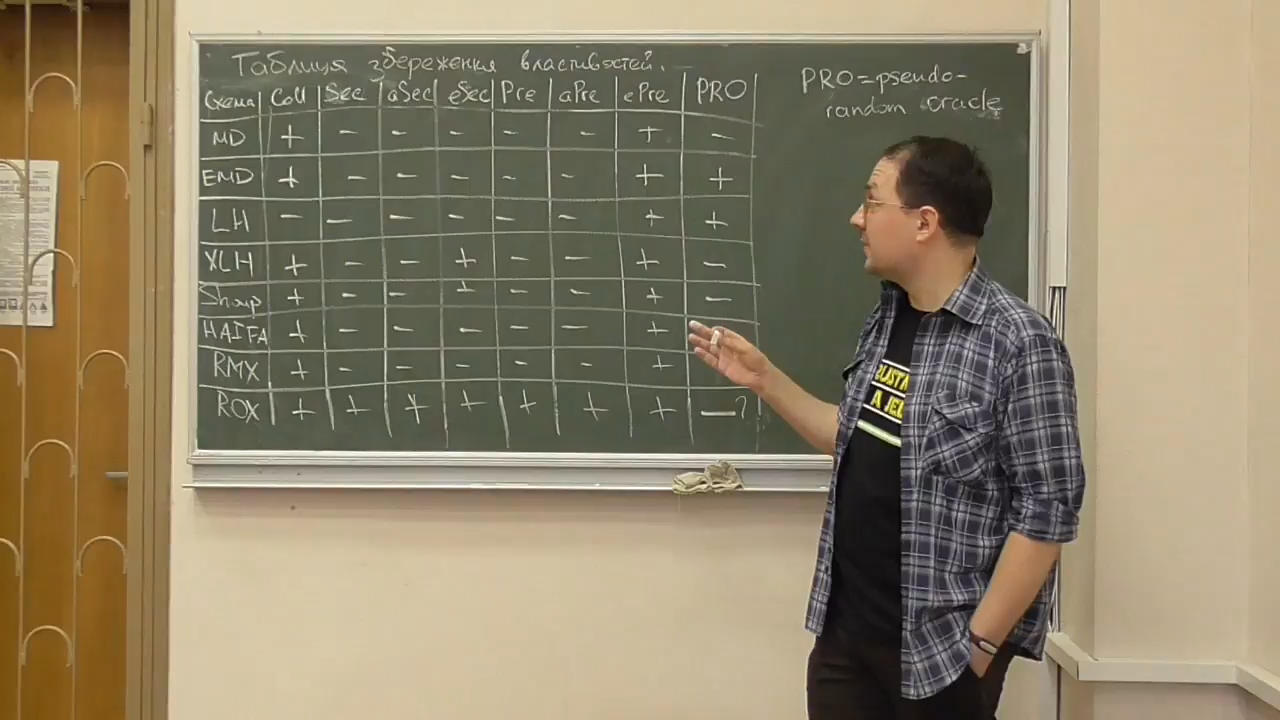 Таблиця збереження властивостей.
Схема Coll Sec aSec eSec Pre aPre ePre PRO
MD + - - - - - + -
EMD + - - - - - + +
LH - - - - - - + +
XLH + - - + - - + -
Shoup + - - + - - + -
HAIFA + - - - - - +
RMX + - - - - - +
ROX + + + + + + + -?
PRO=pseudo-
random oracle
A JEL